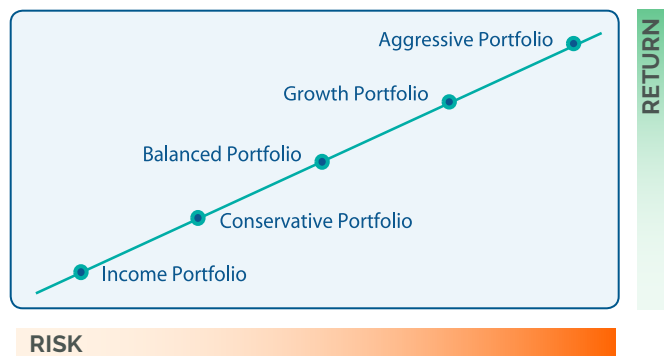 Aggressive Portfolio
RETURN
Growth Portfolio
Balanced Portfolio
Conservative Portfolio
Income Portfolio
RISK